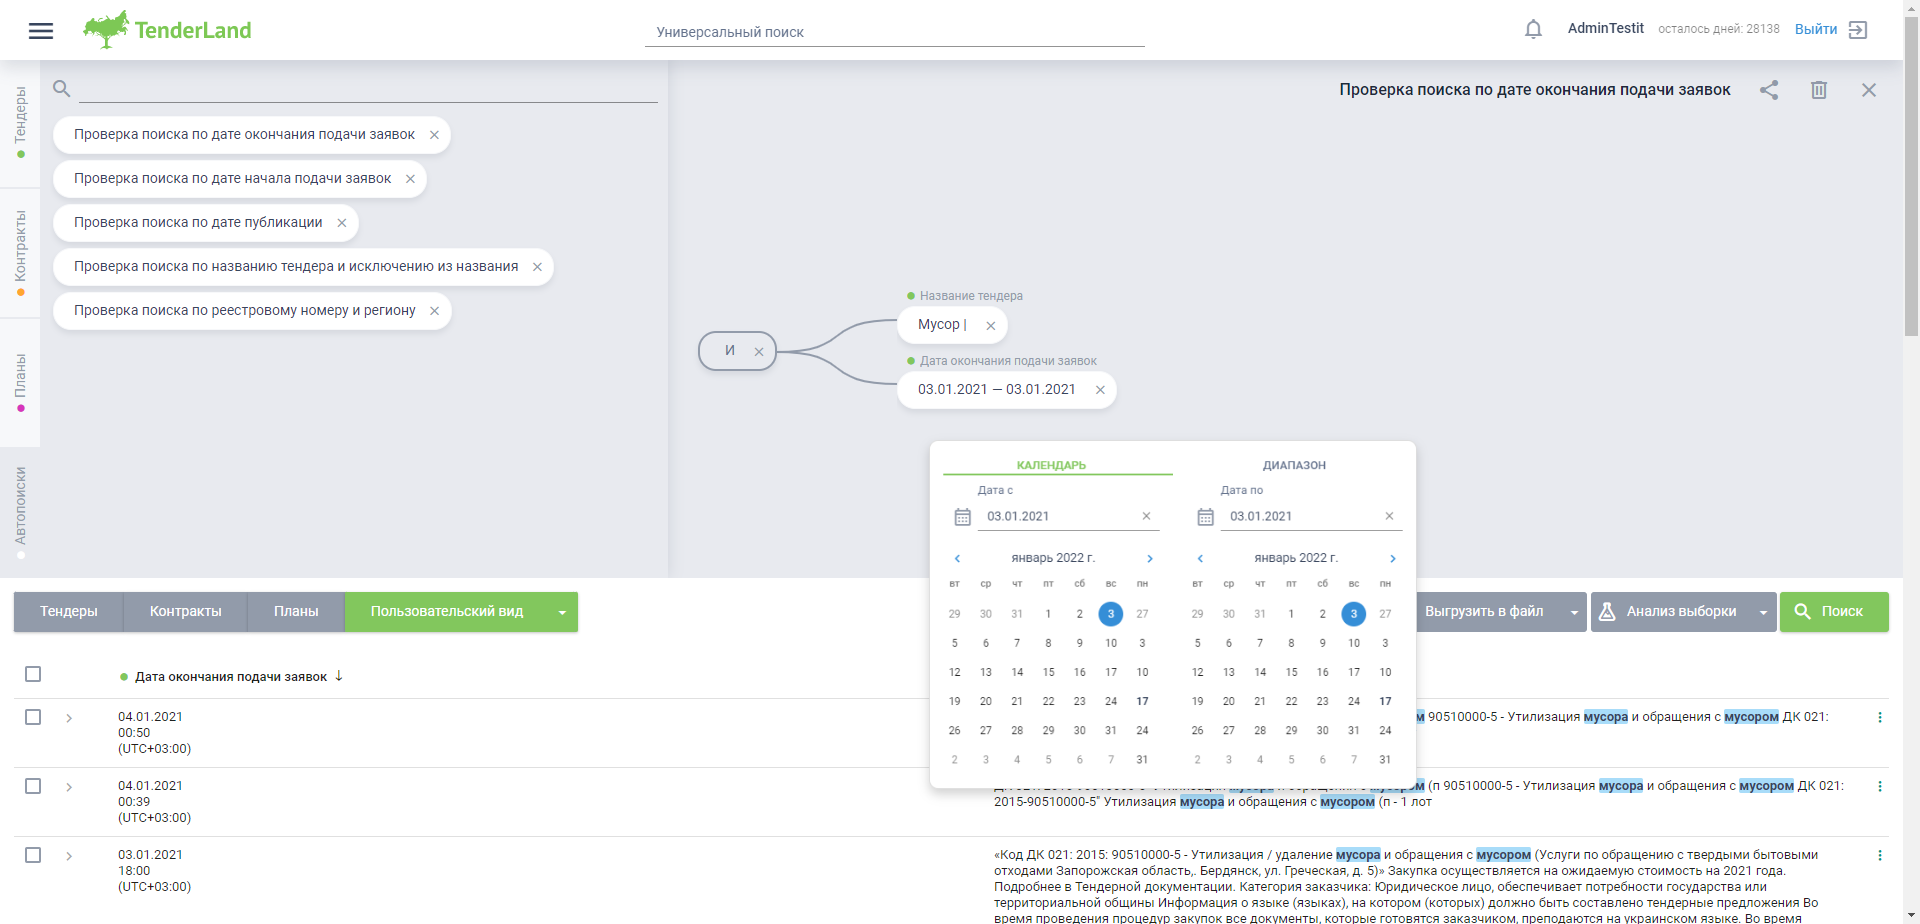 TenderLand
Универсальный поиск
AdminTestit
осталось дней: 28138
Выйти
Тендеры
Контракты
Планы
Автопоиски
Проверка поиска по дате окончания подачи заявок
Проверка поиска по дате начала подачи заявок
Проверка поиска по дате публикации
Проверка поиска по названию тендера и исключению из названия
Проверка поиска по реестровому номеру и региону
Проверка поиска по дате окончания подачи заявок
И
Название тендера
Мусор |
Дата окончания подачи заявок
03.01.2021 — 03.01.2021
КАЛЕНДАРЬ
ДИАПАЗОН
Дата с
03.01.2021
январь 2022 г.
вт ср чт пт сб вс пн
29 30 31 1 2 3 27
5 6 7 8 9 10 3
12 13 14 15 16 17 10
19 20 21 22 23 24 17
26 27 28 29 30 31 24
2 3 4 5 6 7 31
Дата по
03.01.2021
январь 2022 г.
вт ср чт пт сб вс пн
29 30 31 1 2 3 27
5 6 7 8 9 10 3
12 13 14 15 16 17 10
19 20 21 22 23 24 17
26 27 28 29 30 31 24
2 3 4 5 6 7 31
Тендеры
Контракты
Планы
Пользовательский вид
Выгрузить в файл
Анализ выборки
Поиск
Дата окончания подачи заявок
04.01.2021
00:50
(UTC+03:00)
90510000-5 - Утилизация мусора и обращения с мусором ДК 021:
04.01.2021
00:39
(UTC+03:00)
(п 90510000-5 - Утилизация мусора и обращения с мусором ДК 021:
2015-90510000-5" Утилизация мусора и обращения с мусором (п - 1 лот
03.01.2021
18:00
(UTC+03:00)
«Код ДК 021: 2015: 90510000-5 - Утилизация / удаление мусора и обращения с мусором (Услуги по обращению с твердыми бытовыми
отходами Запорожская область,. Бердянск, ул. Греческая, д. 5)» Закупка осуществляется на ожидаемую стоимость на 2021 года.
Подробнее в Тендерной документации. Категория заказчика: Юридическое лицо, обеспечивает потребности государства или
территориальной общины Информация о языке (языках), на котором (которых) должно быть составлено тендерные предложения Во
время проведения процедур закупок все документы, которые готовятся заказчиком, преподаются на украинском языке. Во время